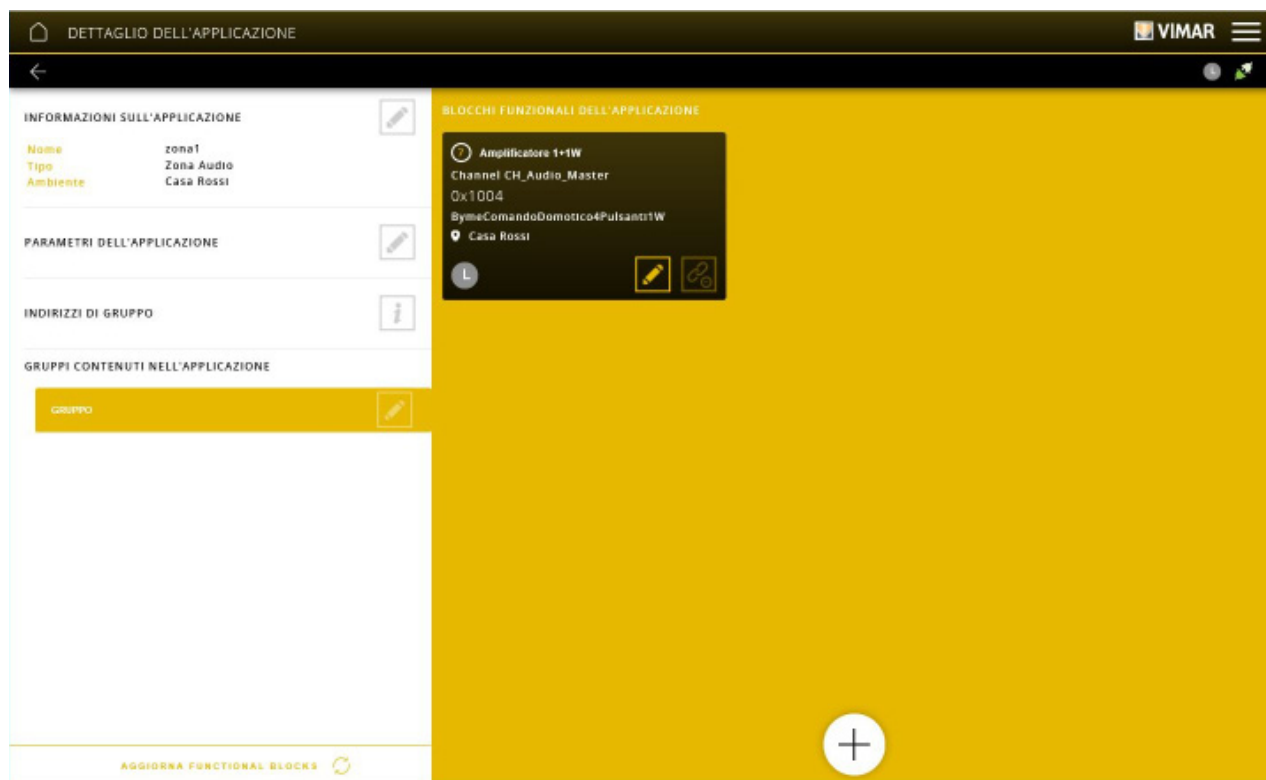 DETTAGLIO DELL'APPLICAZIONE
VIMAR
L
INFORMAZIONI SULL'APPLICAZIONE
Nome zona1
Tipo Zona Audio
Ambiente Casa Rossi
PARAMETRI DELL'APPLICAZIONE
INDIRIZZI DI GRUPPO
i
GRUPPI CONTENUTI NELL'APPLICAZIONE
GRUPPO
AGGIORNA FUNCTIONAL BLOCKS
BLOCCHI FUNZIONALI DELL'APPLICAZIONE
? Amplificatore 1+1W
Channel CH_Audio_Master
0x1004
BymeComandoDomotico4Pulsanti1W
Casa Rossi
L